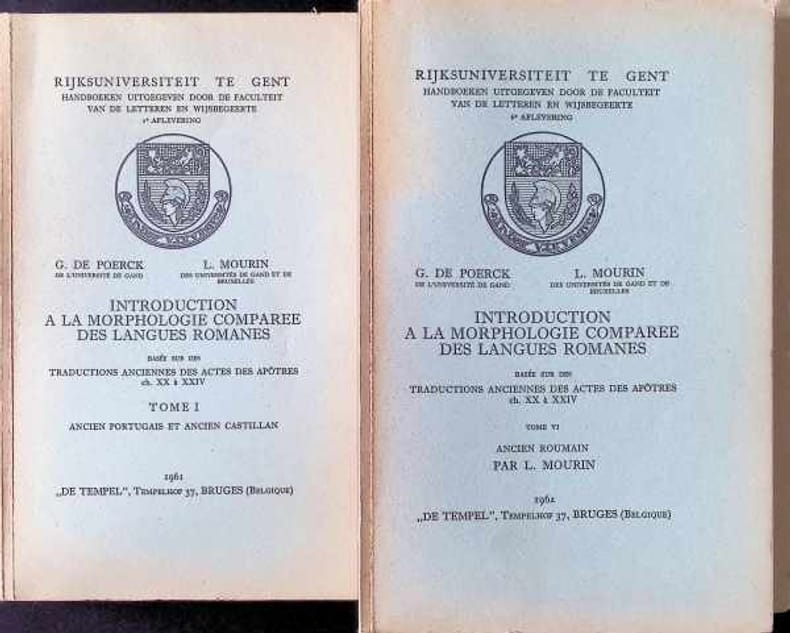 RIJKSUNIVERSITEIT TE GENT
HANDBOEKEN UITGEGEVEN DOOR DE FACULTEIT
VAN DE LETTEREN EN WIJSBEGEERTE
1e AFLEVERING
G. DE POERCK
DE L'UNIVERSITÉ DE GAND
L. MOURIN
DES UNIVERSITÉS DE GAND ET DE
BRUXELLES
INTRODUCTION
A LA MORPHOLOGIE COMPAREE
DES LANGUES ROMANES
BASÉE SUR DES
TRADUCTIONS ANCIENNES DES ACTES DES APÔTRES
ch. XX à XXIV
TOME I
ANCIEN PORTUGAIS ET ANCIEN CASTILLAN
1961
„DE TEMPEL", TEMPELHOF 37, BRUGES (BELGIQUE)
RIJKSUNIVERSITEIT TE GENT
HANDBOEKEN UITGEGEVEN DOOR DE FACULTEIT
VAN DE LETTEREN EN WIJSBEGEERTE
AFLEVERING
G. DE POERCK
DE L'UNIVERSITÉ DE GAND
L. MOURIN
DES UNIVERSITÉS DE GAND ET DE
BRUXELLES
INTRODUCTION
A LA MORPHOLOGIE COMPAREE
DES LANGUES ROMANES
BASÉE SUR DES
TRADUCTIONS ANCIENNES DES ACTES DES APÔTRES
ch. XX à XXIV
TOME VI
ANCIEN ROUMAIN
PAR L. MOURIN
„DE TEMPEL", TEMPELHOF 37, BRUGES (BELGIQUE)